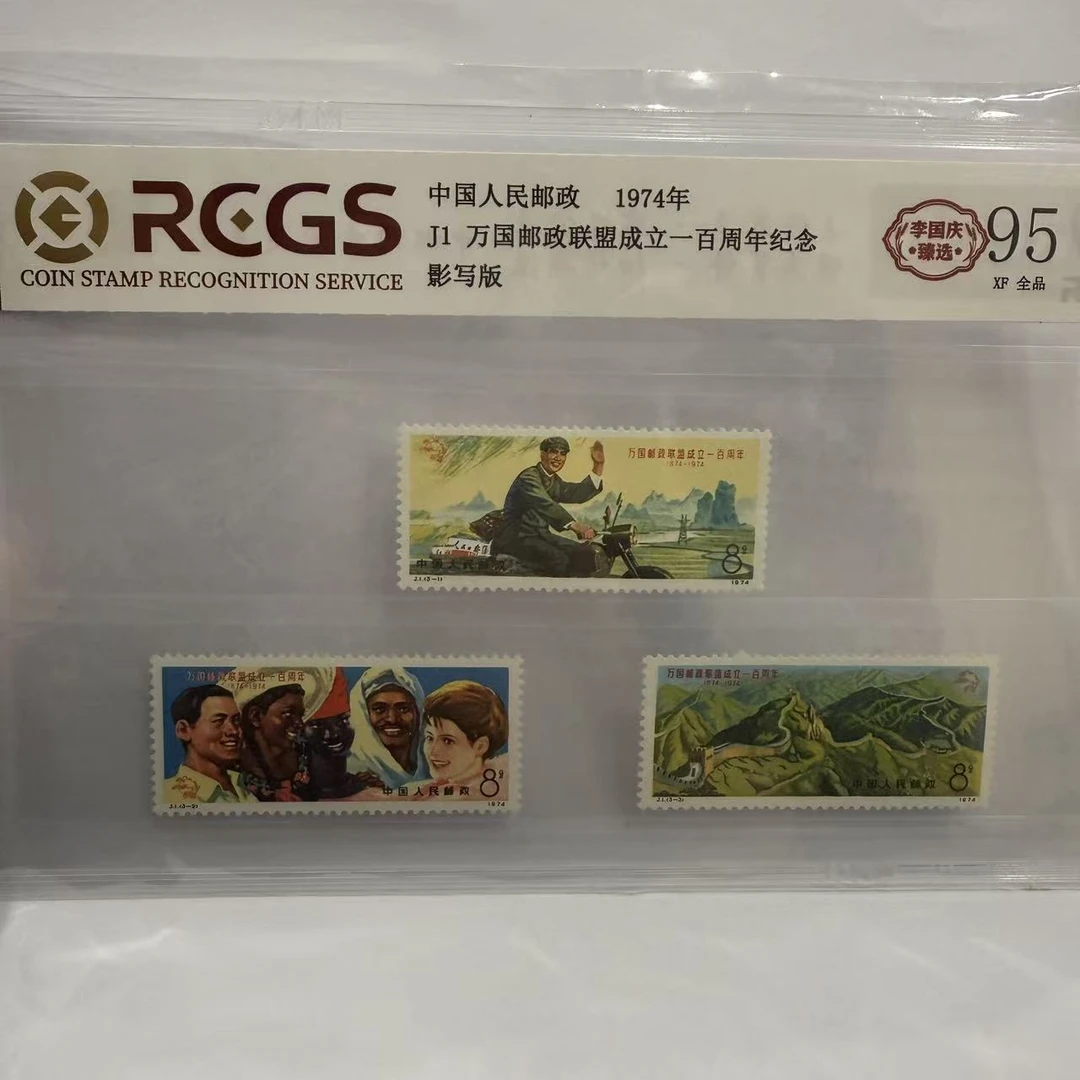 RCGS
COIN STAMP RECOGNITION SERVICE
中国人民邮政 1974年
J1 万国邮政联盟成立一百周年纪念
影写版
李国庆
臻选
95
XF 全品
万国邮政联盟成立一百周年
1874-1974
中国人民邮政
8分
J.1.(3-1)
1974
万国邮政联盟成立一百周年
1874-1974
中国人民邮政
8分
J.1.(3-2)
1974
万国邮政联盟成立一百周年
1874-1974
中国人民邮政
8分
J.1.(3-3)
1974